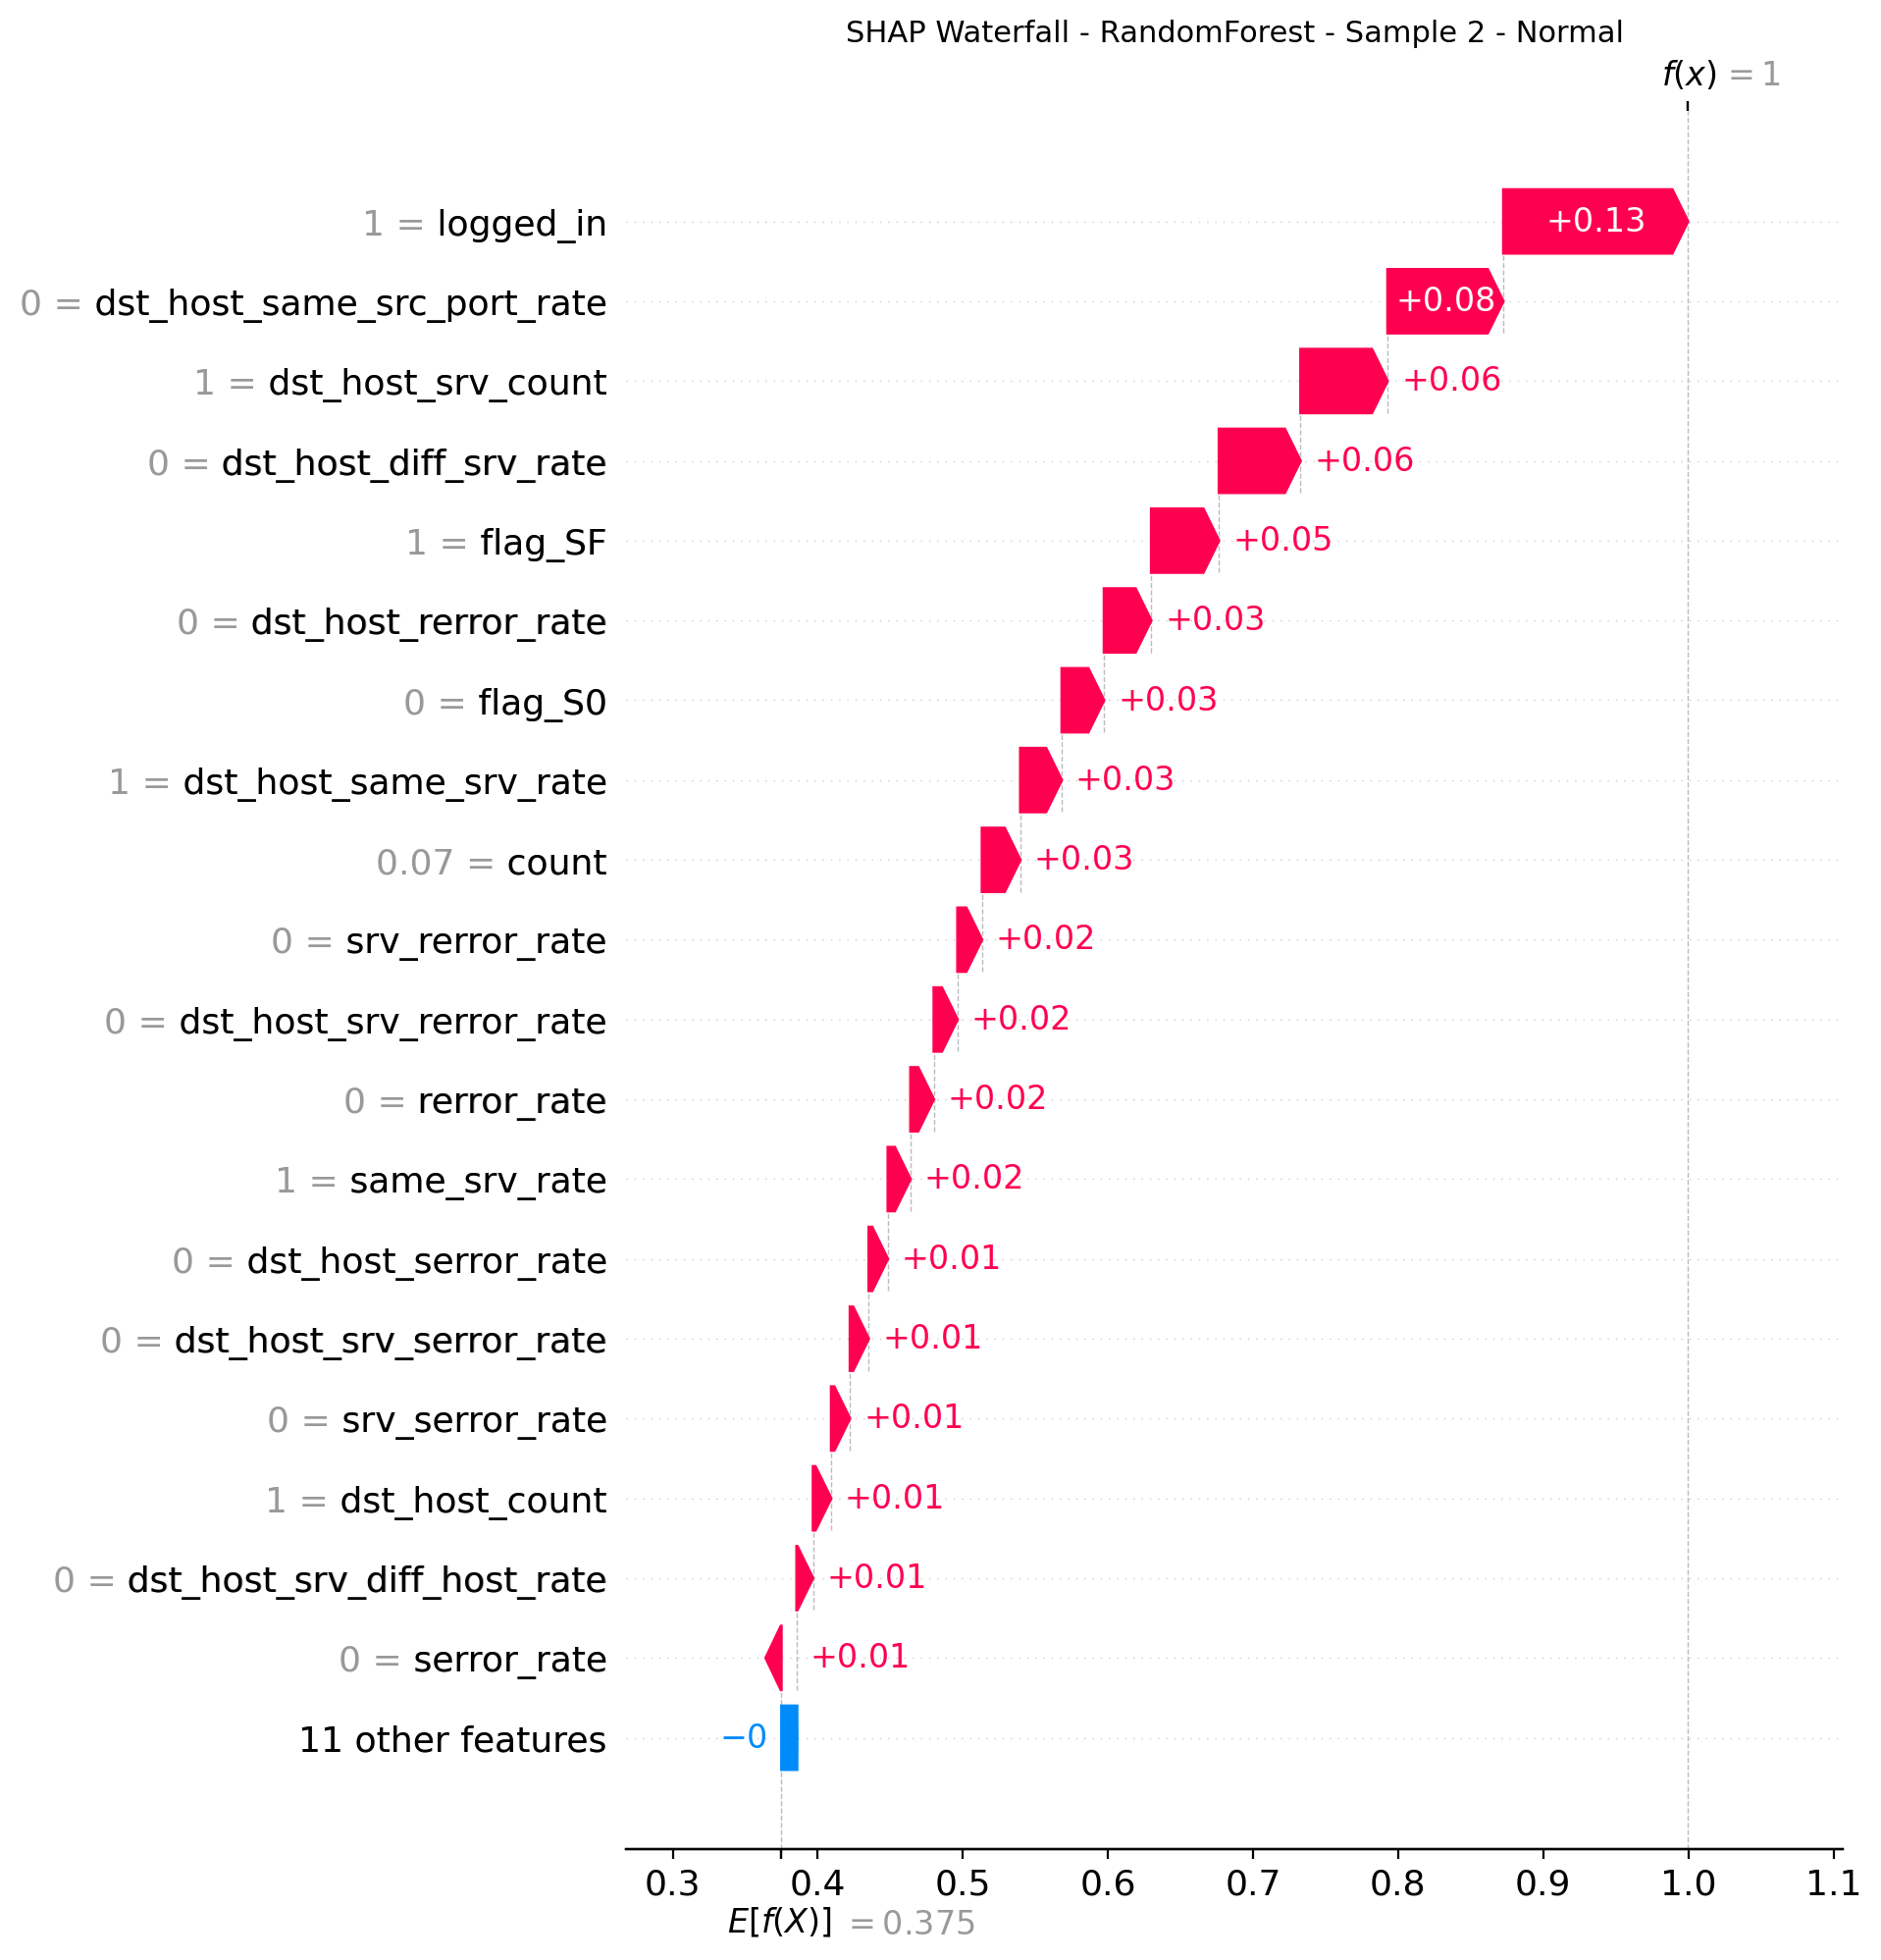 SHAP Waterfall - RandomForest - Sample 2 - Normal
f(x) = 1
1 = logged_in +0.13
0 = dst_host_same_src_port_rate +0.08
1 = dst_host_srv_count +0.06
0 = dst_host_diff_srv_rate +0.06
1 = flag_SF +0.05
0 = dst_host_rerror_rate +0.03
0 = flag_S0 +0.03
1 = dst_host_same_srv_rate +0.03
0.07 = count +0.03
0 = srv_rerror_rate +0.02
0 = dst_host_srv_rerror_rate +0.02
0 = rerror_rate +0.02
1 = same_srv_rate +0.02
0 = dst_host_serror_rate +0.01
0 = dst_host_srv_serror_rate +0.01
0 = srv_serror_rate +0.01
1 = dst_host_count +0.01
0 = dst_host_srv_diff_host_rate +0.01
0 = serror_rate +0.01
11 other features −0
0.3 0.4 0.5 0.6 0.7 0.8 0.9 1.0 1.1
E[f(X)] = 0.375